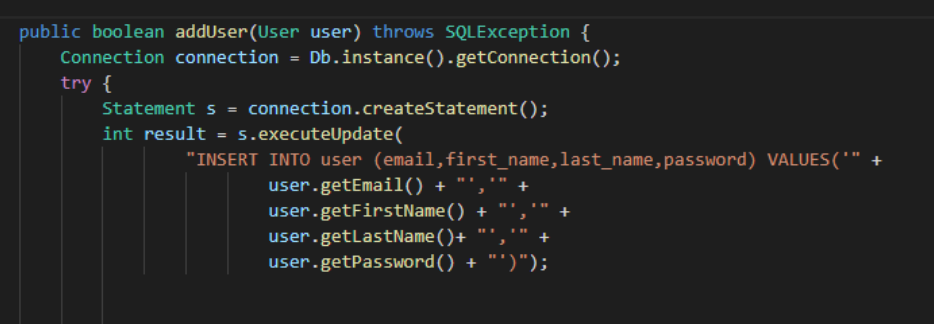 public boolean addUser(User user) throws SQLException {
Connection connection = Db.instance().getConnection();
try {
Statement s = connection.createStatement();
int result = s.executeUpdate(
"INSERT INTO user (email,first_name,last_name,password) VALUES('" +
user.getEmail() + "','" +
user.getFirstName() + "','" +
user.getLastName()+ "','" +
user.getPassword() + "')");